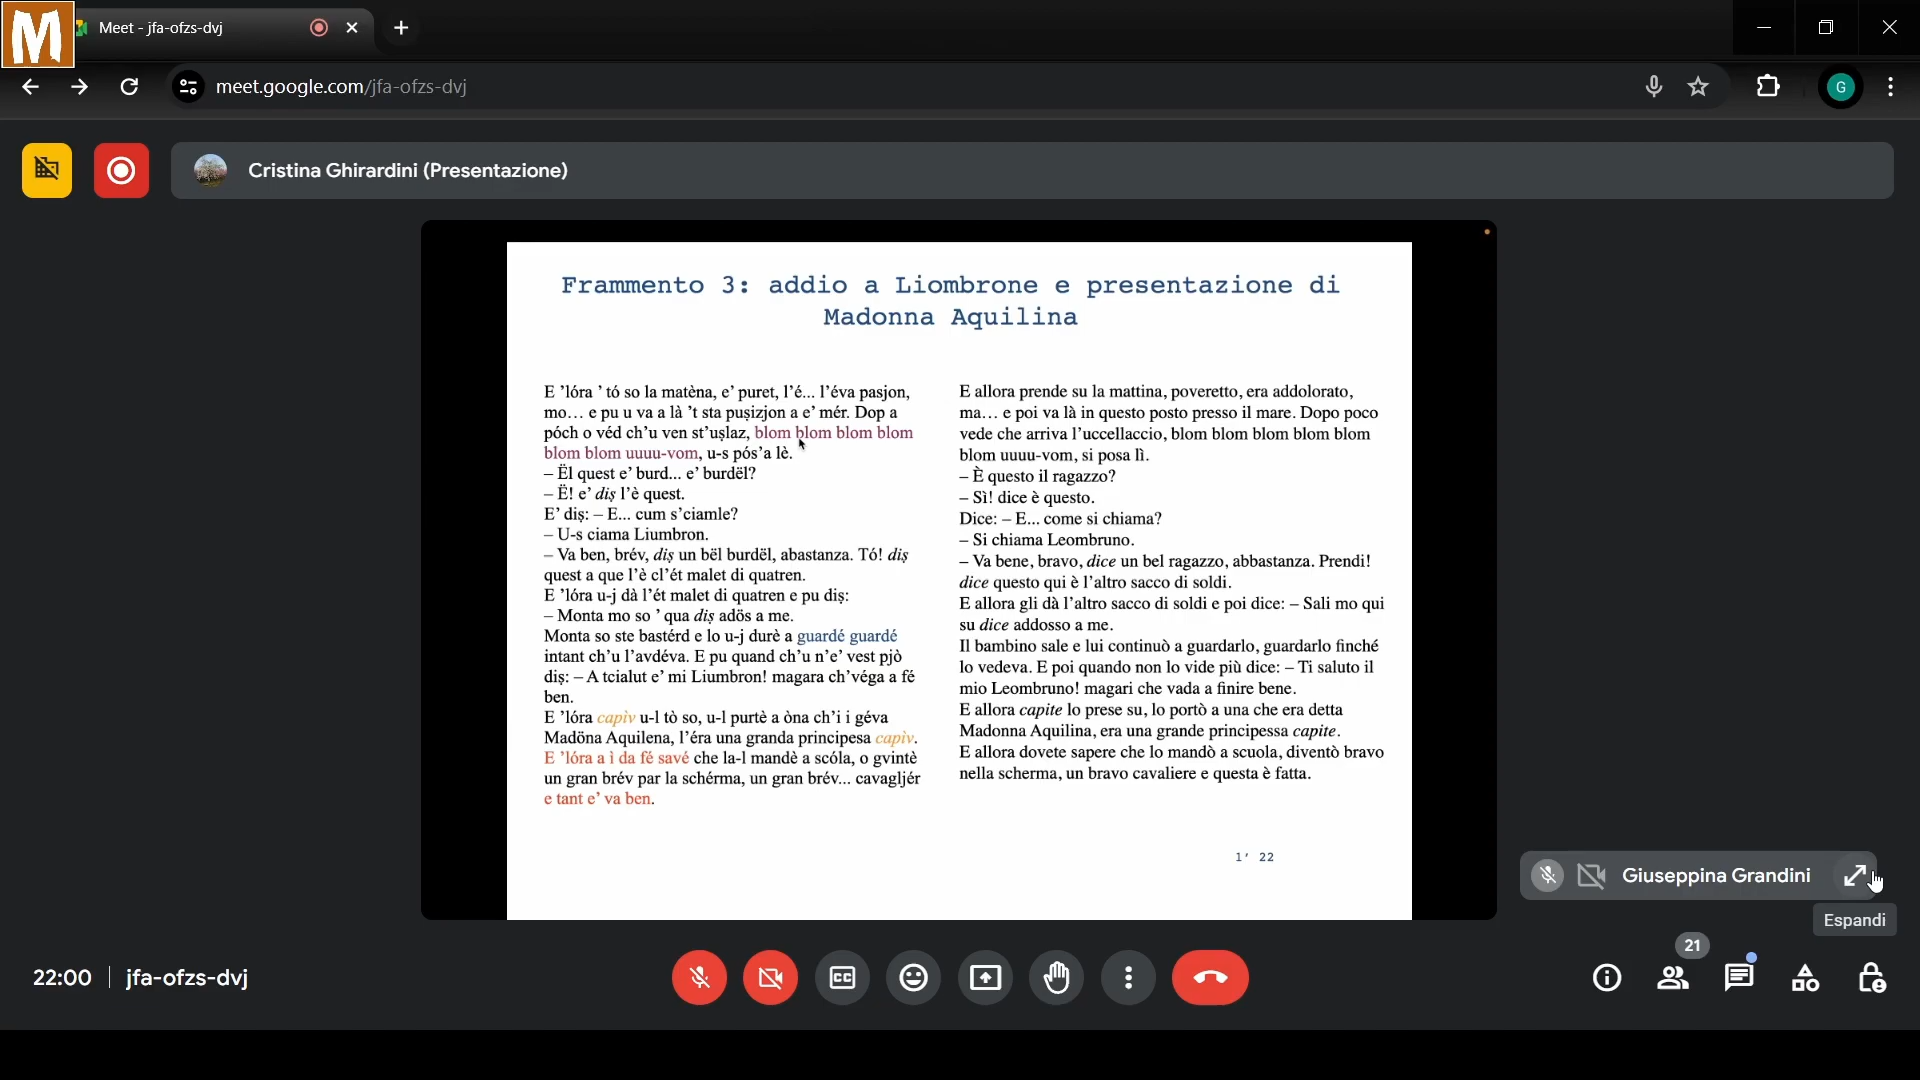 M
Meet - jfa-ofzs-dvj
meet.google.com/jfa-ofzs-dvj
G
Cristina Ghirardini (Presentazione)
Frammento 3: addio a Liombrone e presentazione di
Madonna Aquilina
E ’lóra ’ tó so la matèna, e’ puret, l’é... l’éva pasjon,
mo… e pu u va a là ’t sta puṣizjon a e’ mér. Dop a
póch o véd ch’u ven st’uṣlaz, blom blom blom blom
blom blom uuuu-vom, u-s pós’a lè.
– Ël quest e’ burd... e’ burdël?
– Ë! e’ diṣ l’è quest.
E’ diṣ: – E... cum s’ciamle?
– U-s ciama Liumbron.
– Va ben, brév, diṣ un bël burdël, abastanza. Tó! diṣ
quest a que l’è cl’ét malet di quatren.
E ’lóra u-j dà l’ét malet di quatren e pu diṣ:
– Monta mo so ’ qua diṣ adös a me.
Monta so ste bastérd e lo u-j durè a guardé guardé
intant ch’u l’avdéva. E pu quand ch’u n’e’ vest pjò
diṣ: – A tcialut e’ mi Liumbron! magara ch’véga a fé
ben.
E ’lóra capìv u-l tò so, u-l purtè a òna ch’i i géva
Madöna Aquilena, l’éra una granda principesa capìv.
E ’lóra a ì da fé savé che la-l mandè a scóla, o gvintè
un gran brév par la schérma, un gran brév... cavagljér
e tant e’ va ben.
E allora prende su la mattina, poveretto, era addolorato,
ma… e poi va là in questo posto presso il mare. Dopo poco
vede che arriva l’uccellaccio, blom blom blom blom blom
blom uuuu-vom, si posa lì.
– È questo il ragazzo?
– Sì! dice è questo.
Dice: – E... come si chiama?
– Si chiama Leombruno.
– Va bene, bravo, dice un bel ragazzo, abbastanza. Prendi!
dice questo qui è l’altro sacco di soldi.
E allora gli dà l’altro sacco di soldi e poi dice: – Sali mo qui
su dice addosso a me.
Il bambino sale e lui continuò a guardarlo, guardarlo finché
lo vedeva. E poi quando non lo vide più dice: – Ti saluto il
mio Leombruno! magari che vada a finire bene.
E allora capite lo prese su, lo portò a una che era detta
Madonna Aquilina, era una grande principessa capite.
E allora dovete sapere che lo mandò a scuola, diventò bravo
nella scherma, un bravo cavaliere e questa è fatta.
1’ 22
Giuseppina Grandini
Espandi
21
22:00 | jfa-ofzs-dvj
CC